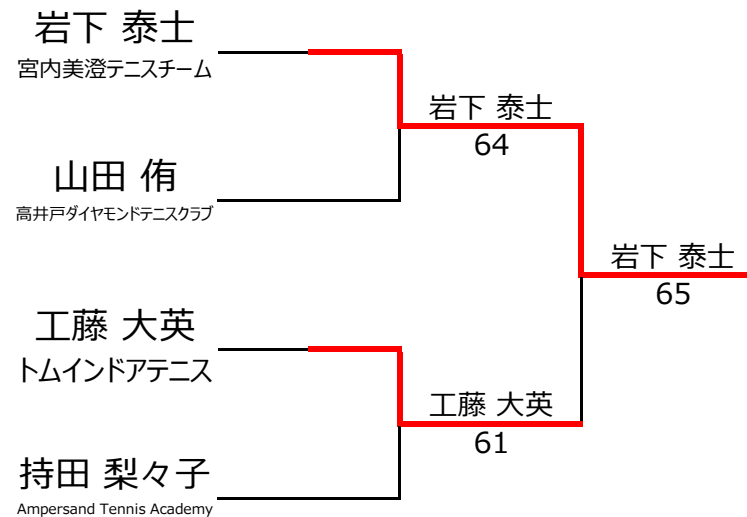 岩下 泰士
宮内美澄テニスチーム
山田 侑
高井戸ダイヤモンドテニスクラブ
工藤 大英
トムインドアテニス
持田 梨々子
Ampersand Tennis Academy
岩下 泰士
64
工藤 大英
61
岩下 泰士
65